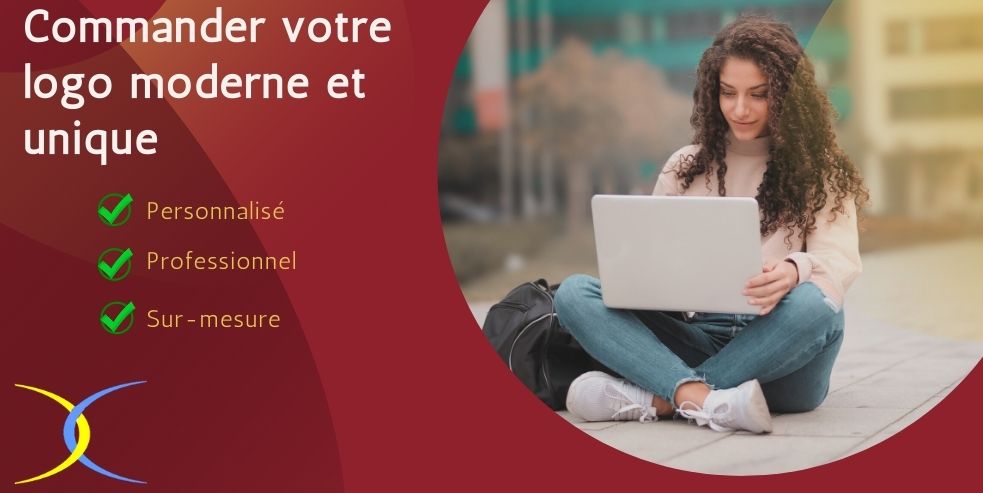 Commander votre
logo moderne et
unique
Personnalisé
Professionnel
Sur-mesure